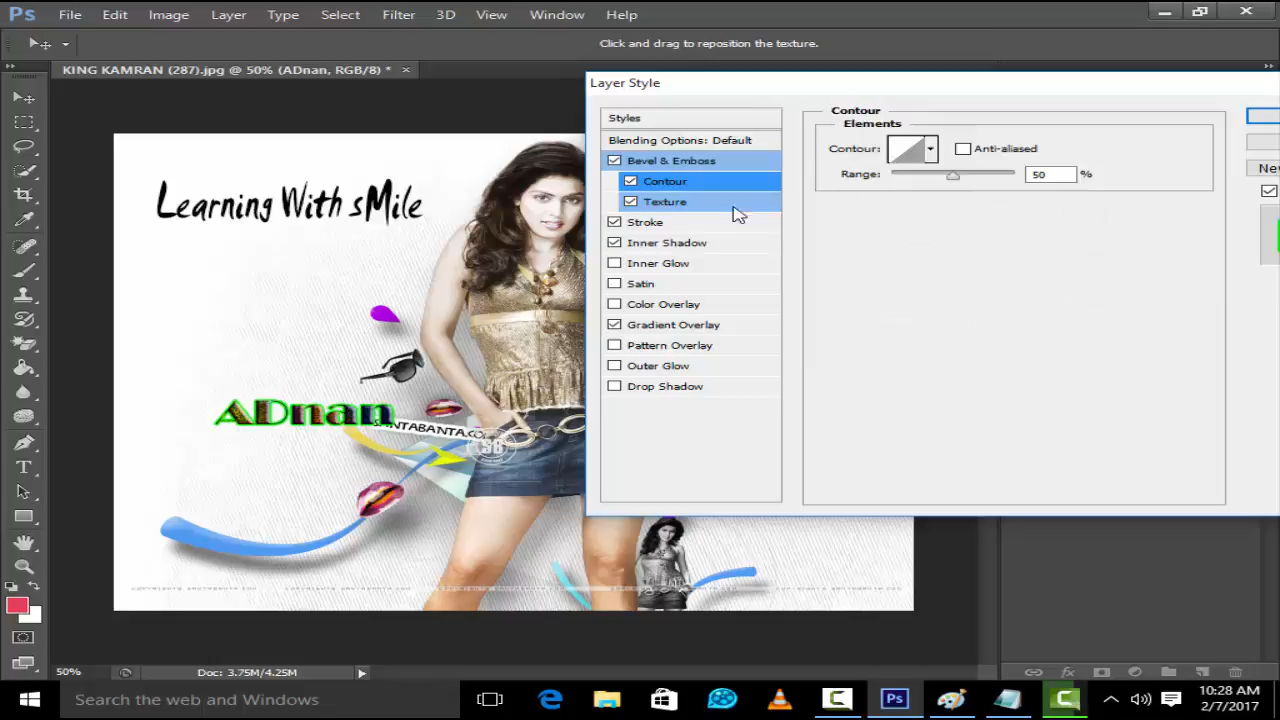 Ps File Edit Image Layer Type Select Filter 3D View Window Help
Click and drag to reposition the texture.
KING KAMRAN (287).jpg @ 50% (ADnan, RGB/8) * ×
Layer Style
Styles
Blending Options: Default
Bevel & Emboss
Contour
Texture
Stroke
Inner Shadow
Inner Glow
Satin
Color Overlay
Gradient Overlay
Pattern Overlay
Outer Glow
Drop Shadow
Contour
Elements
Contour: Anti-aliased
Range: 50 %
New
Learning With sMile
ADnan
SANTABANTA.CO
SB
50% Doc: 3.75M/4.25M
Search the web and Windows
10:28 AM
2/7/2017